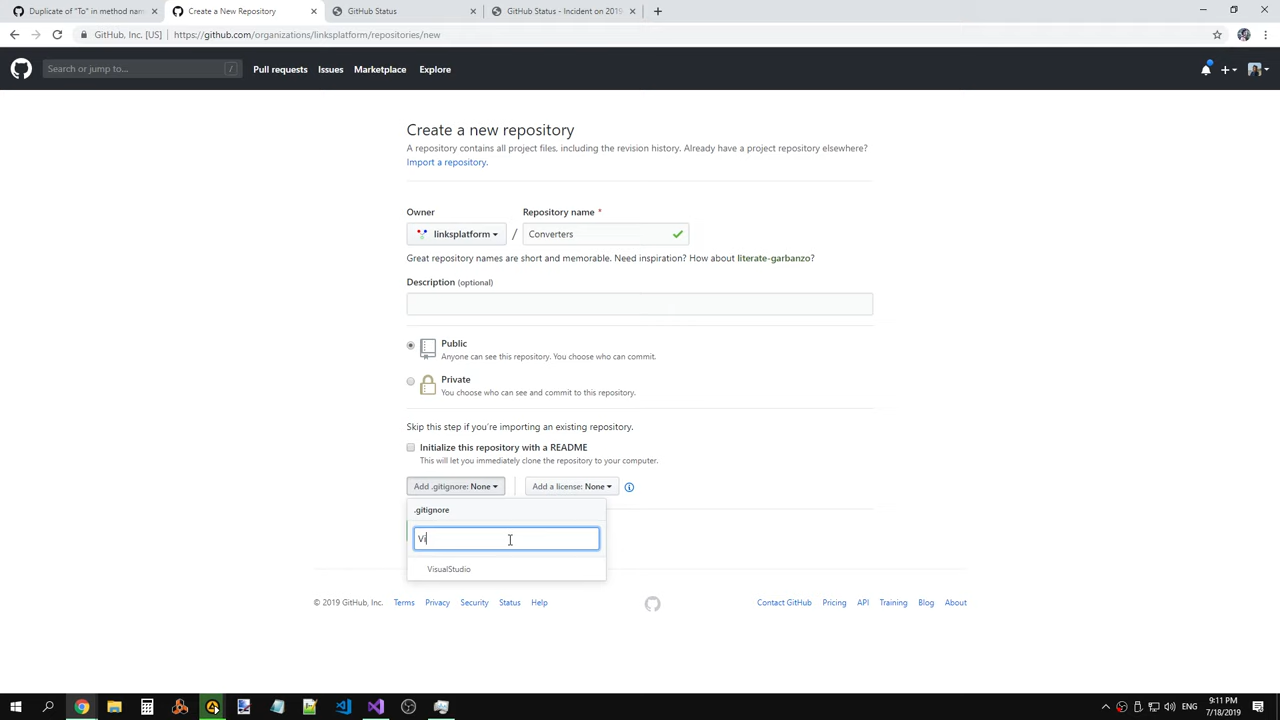 Duplicate of "To" in method nam
Create a New Repository
GitHub Status
GitHub Status - Incident on 2019-
GitHub, Inc. [US] | https://github.com/organizations/linksplatform/repositories/new
Search or jump to...
/
Pull requests
Issues
Marketplace
Explore
Create a new repository
A repository contains all project files, including the revision history. Already have a project repository elsewhere?
Import a repository.
Owner
Repository name *
linksplatform
/
Converters
Great repository names are short and memorable. Need inspiration? How about literate-garbanzo?
Description (optional)
Public
Anyone can see this repository. You choose who can commit.
Private
You choose who can see and commit to this repository.
Skip this step if you're importing an existing repository.
Initialize this repository with a README
This will let you immediately clone the repository to your computer.
Add .gitignore: None
Add a license: None
.gitignore
Vi
VisualStudio
© 2019 GitHub, Inc.
Terms
Privacy
Security
Status
Help
Contact GitHub
Pricing
API
Training
Blog
About
ENG
9:11 PM
7/18/2019